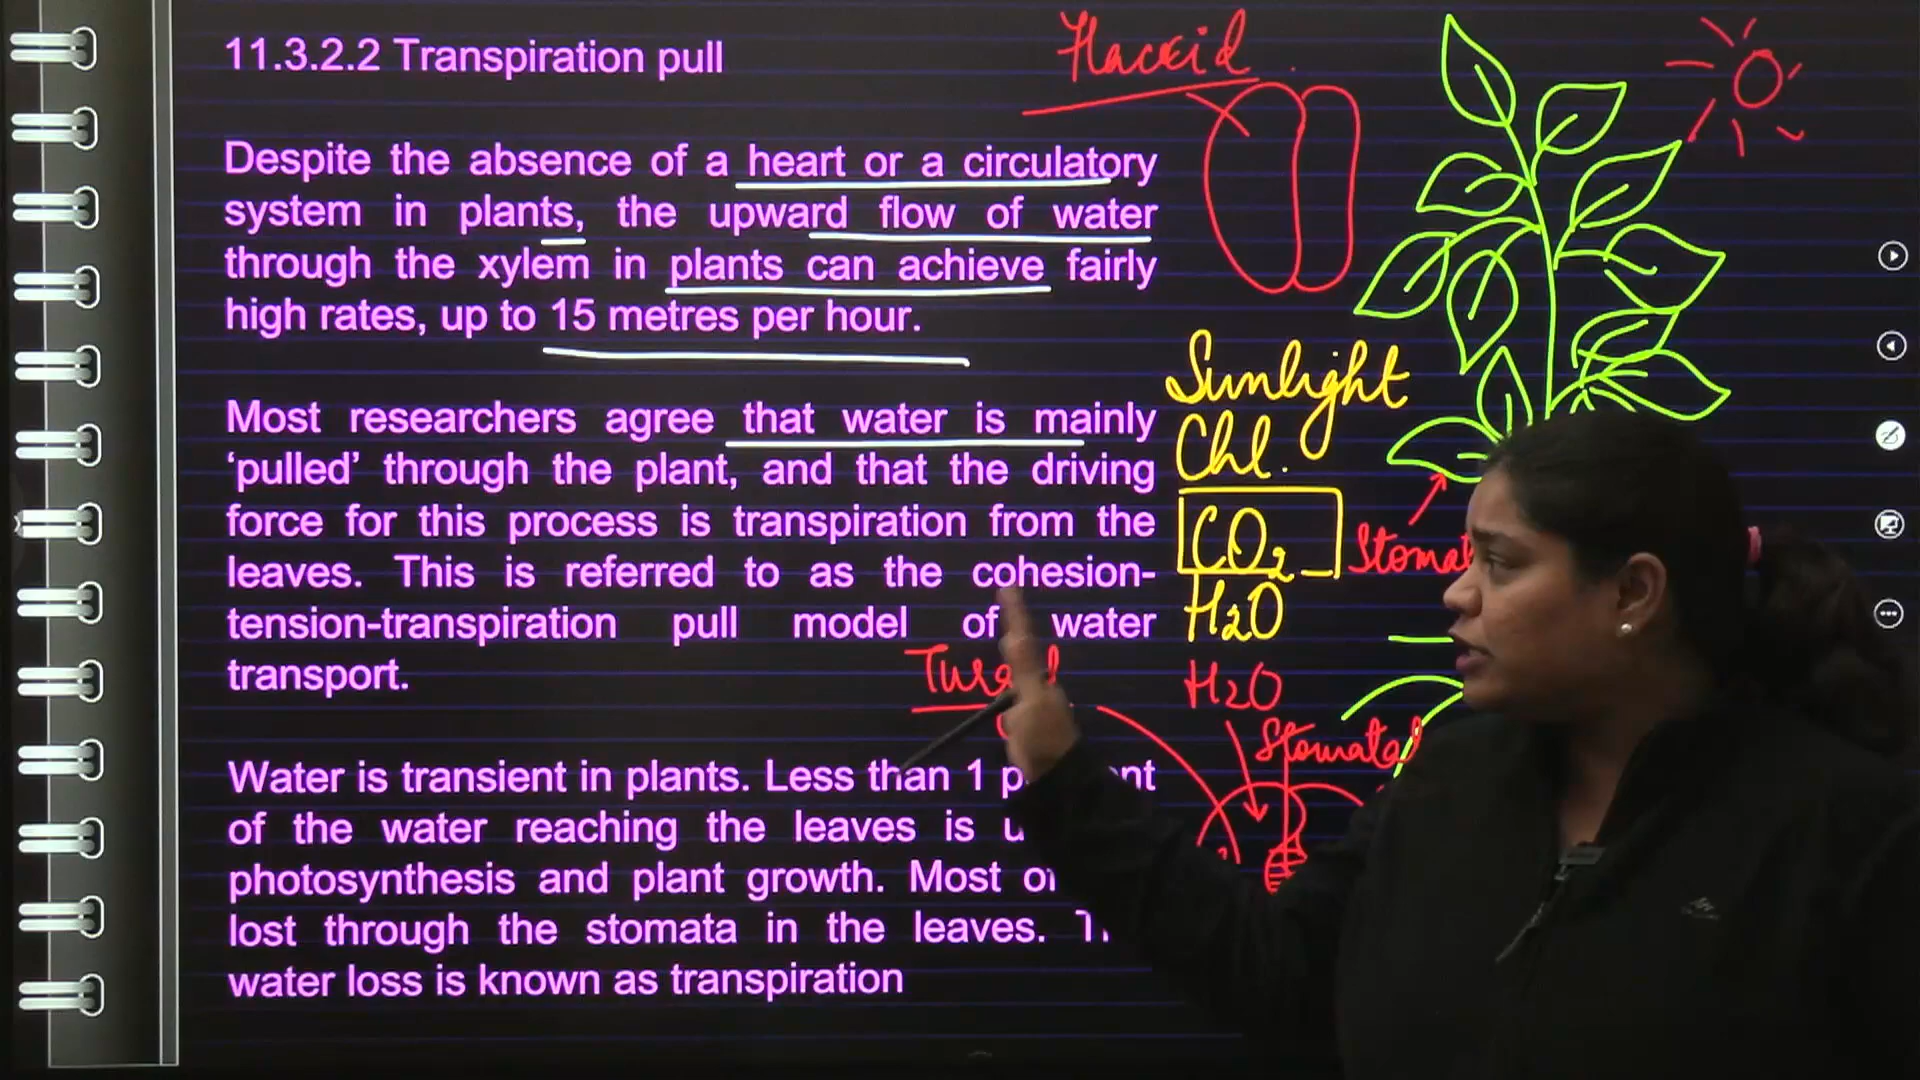 11.3.2.2 Transpiration pull
Flaccid
Despite the absence of a heart or a circulatory
system in plants, the upward flow of water
through the xylem in plants can achieve fairly
high rates, up to 15 metres per hour.
Most researchers agree that water is mainly
'pulled' through the plant, and that the driving
force for this process is transpiration from the
leaves. This is referred to as the cohesion-
tension-transpiration pull model of water
transport.
Water is transient in plants. Less than 1
of the water reaching the leaves is
photosynthesis and plant growth. Most
lost through the stomata in the leaves.
water loss is known as transpiration
Sunlight
Chl.
CO2
H2O
H2O
Stomatal